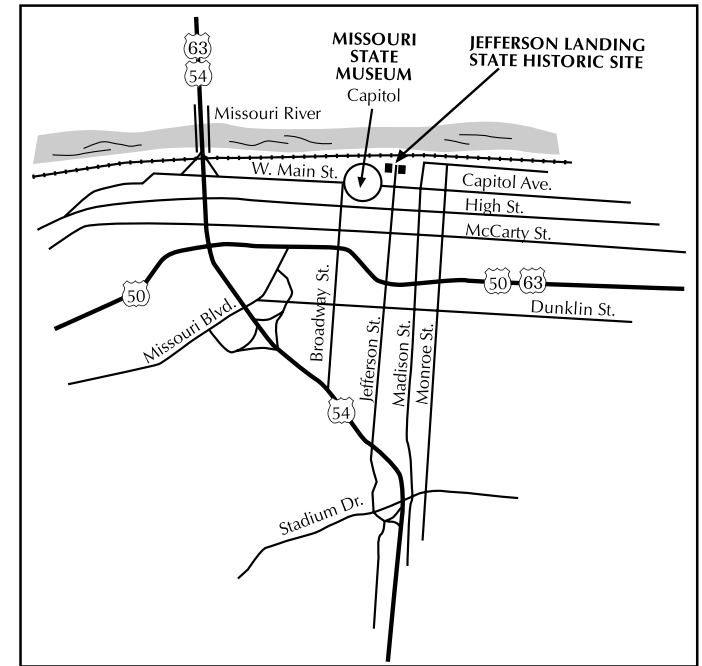 63
54
MISSOURI
STATE
MUSEUM
Capitol
JEFFERSON LANDING
STATE HISTORIC SITE
Missouri River
W. Main St.
Capitol Ave.
High St.
McCarty St.
50
50
63
Dunklin St.
Missouri Blvd.
Broadway St.
Jefferson St.
Madison St.
Monroe St.
54
Stadium Dr.